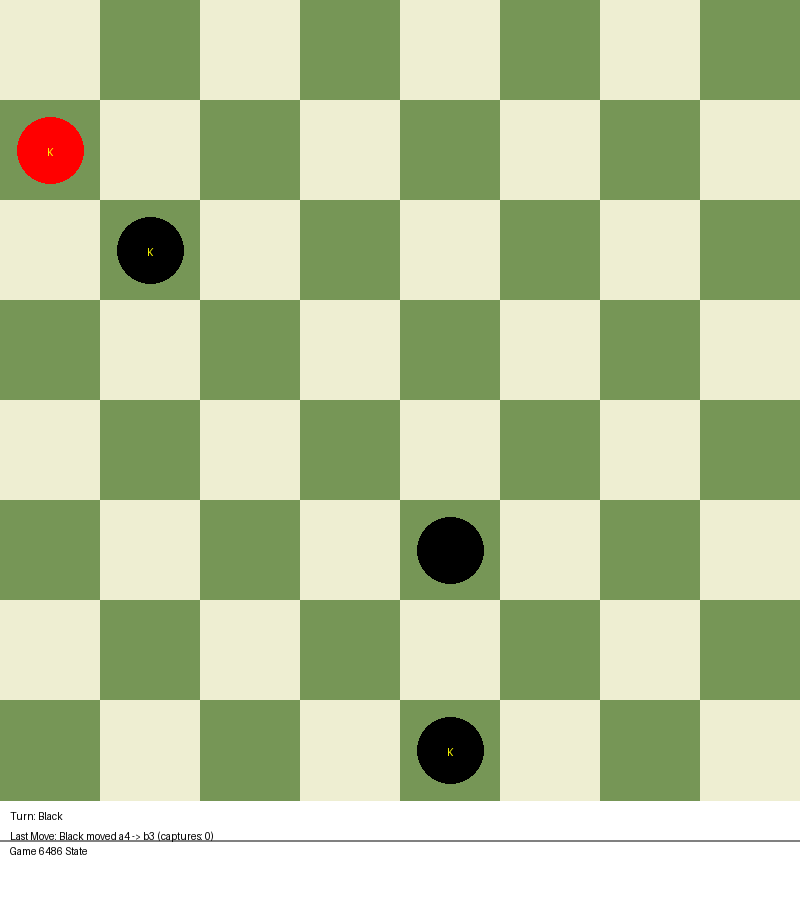 K
K
K
Turn: Black
Last Move: Black moved a4 -> b3 (captures: 0)
Game 6486 State